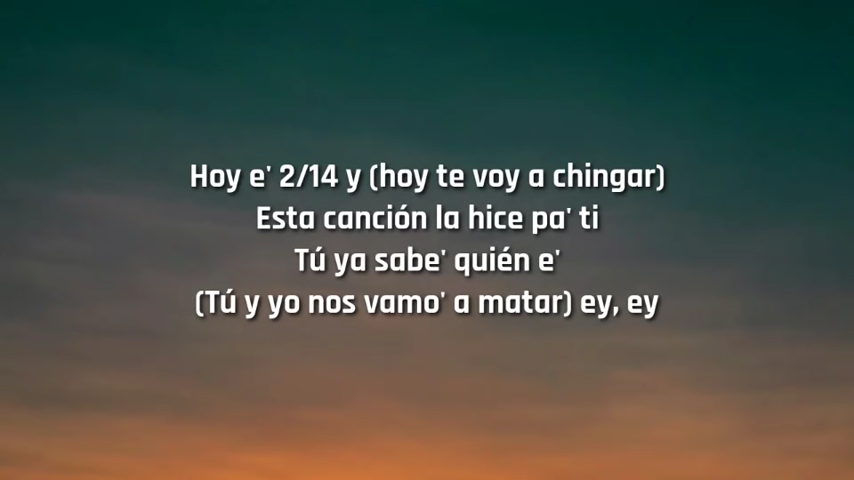 Hoy e' 2/14 y (hoy te voy a chingar)
Esta canción la hice pa' ti
Tú ya sabe' quién e'
(Tú y yo nos vamo' a matar) ey, ey